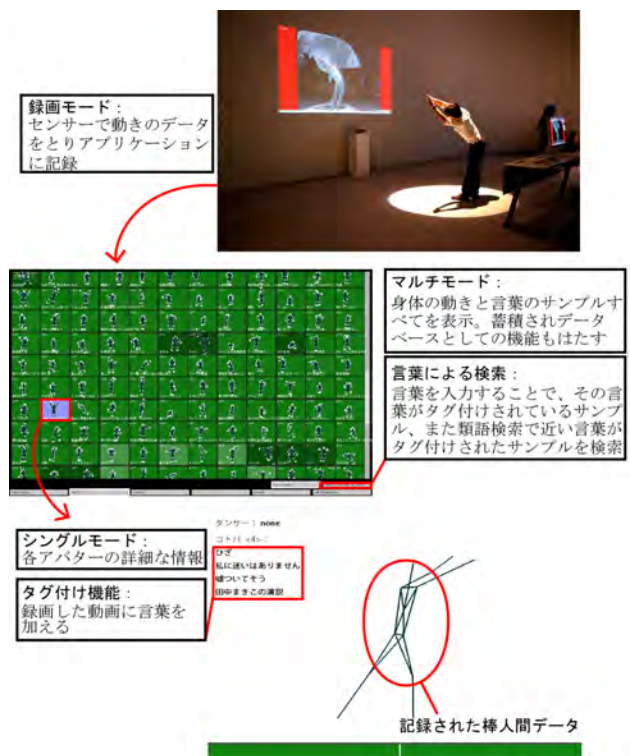 録画モード：
センサーで動きのデータ
をとりアプリケーション
に記録
マルチモード：
身体の動きと言葉のサンプルす
べてを表示。蓄積されデータ
ベースとしての機能もはたす
言葉による検索：
言葉を入力することで、その言
葉がタグ付けされているサンプ
ル、また類語検索で近い言葉が
タグ付けされたサンプルを検索
シングルモード：
各アバターの詳細な情報
タグ付け機能：
録画した動画に言葉を
加える
ダンサー： none
コトバ <4>：
ひざ
私に迷いはありません
嘘ついてそう
田中まきこの演説
記録された棒人間データ